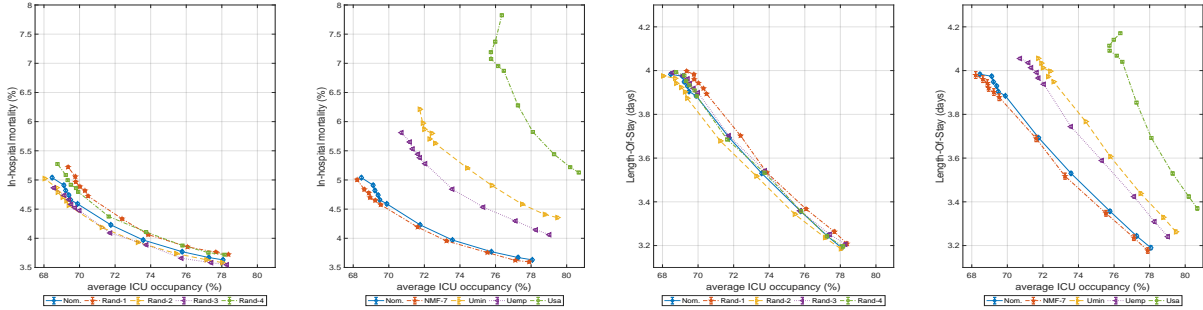 In-hospital mortality (%)
8
7.5
7
6.5
6
5.5
5
4.5
4
3.5
68 70 72 74 76 78 80
average ICU occupancy (%)
Nom. Rand-1 Rand-2 Rand-3 Rand-4
In-hospital mortality (%)
8
7.5
7
6.5
6
5.5
5
4.5
4
3.5
68 70 72 74 76 78 80
average ICU occupancy (%)
Nom. NMF-7 Umin Uemp Usa
Length-Of-Stay (days)
4.2
4
3.8
3.6
3.4
3.2
68 70 72 74 76 78 80
average ICU occupancy (%)
Nom. Rand-1 Rand-2 Rand-3 Rand-4
Length-Of-Stay (days)
4.2
4
3.8
3.6
3.4
3.2
68 70 72 74 76 78 80
average ICU occupancy (%)
Nom. NMF-7 Umin Uemp Usa